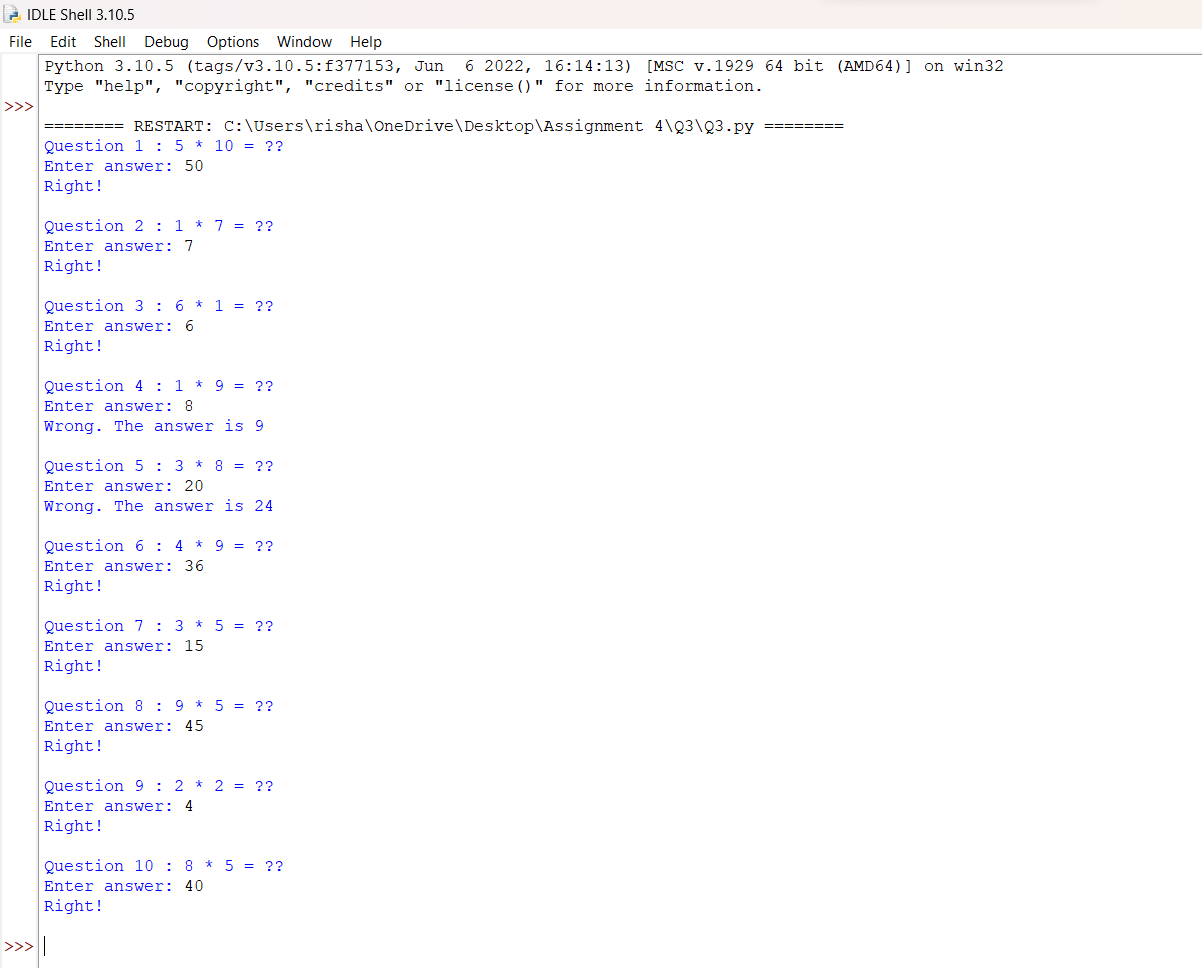 IDLE Shell 3.10.5
File Edit Shell Debug Options Window Help
Python 3.10.5 (tags/v3.10.5:f377153, Jun  6 2022, 16:14:13) [MSC v.1929 64 bit (AMD64)] on win32
Type "help", "copyright", "credits" or "license()" for more information.
>>>
======== RESTART: C:\Users\risha\OneDrive\Desktop\Assignment 4\Q3\Q3.py ========
Question 1 : 5 * 10 = ??
Enter answer: 50
Right!
Question 2 : 1 * 7 = ??
Enter answer: 7
Right!
Question 3 : 6 * 1 = ??
Enter answer: 6
Right!
Question 4 : 1 * 9 = ??
Enter answer: 8
Wrong. The answer is 9
Question 5 : 3 * 8 = ??
Enter answer: 20
Wrong. The answer is 24
Question 6 : 4 * 9 = ??
Enter answer: 36
Right!
Question 7 : 3 * 5 = ??
Enter answer: 15
Right!
Question 8 : 9 * 5 = ??
Enter answer: 45
Right!
Question 9 : 2 * 2 = ??
Enter answer: 4
Right!
Question 10 : 8 * 5 = ??
Enter answer: 40
Right!
>>>